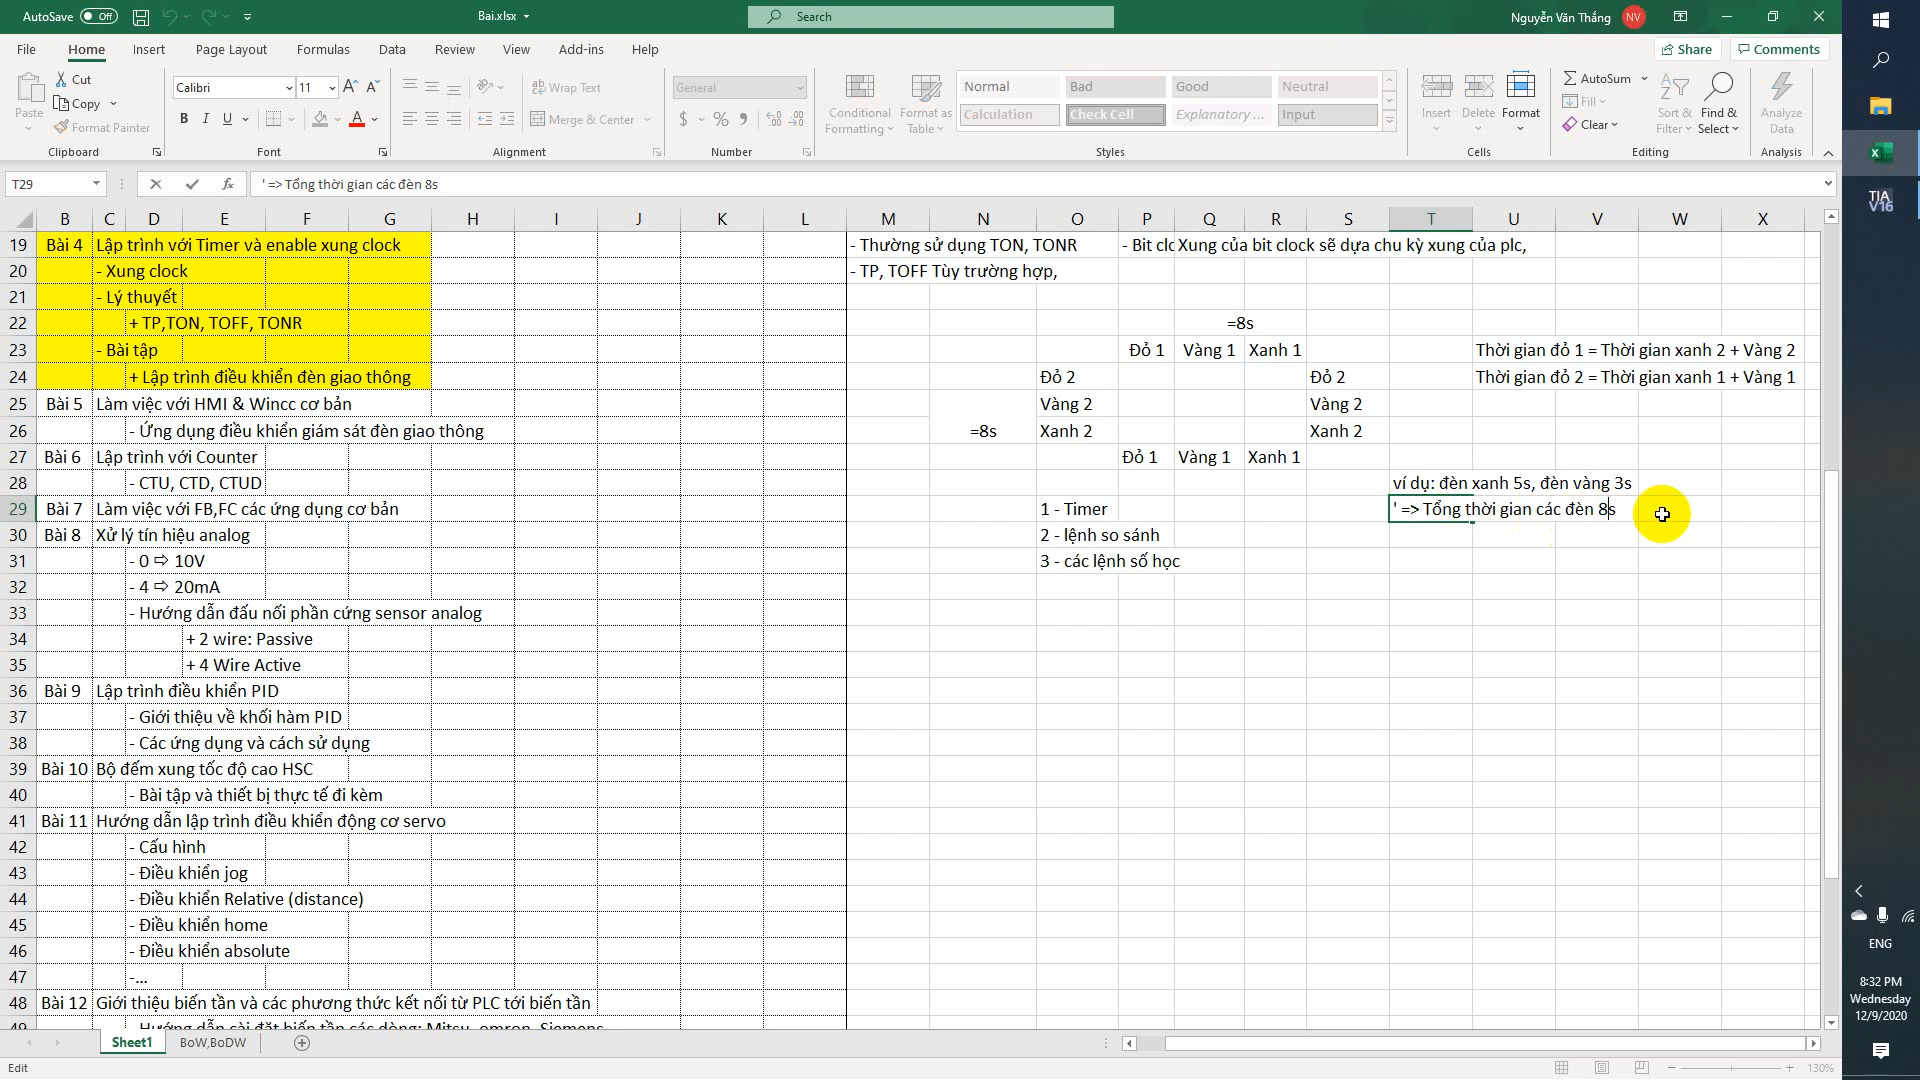 AutoSave Off
Bai.xlsx
Search
Nguyễn Văn Thắng NV
File Home Insert Page Layout Formulas Data Review View Add-ins Help
Share Comments
Paste
Cut
Copy
Format Painter
Calibri 11
B I U
Wrap Text
Merge & Center
General
$ %
Conditional Formatting
Format as Table
Normal Bad Good Neutral
Calculation Check Cell Explanatory ... Input
Insert Delete Format
AutoSum
Fill
Clear
Sort & Filter
Find & Select
Analyze Data
Clipboard Font Alignment Number Styles Cells Editing Analysis
T29 fx ' => Tổng thời gian các đèn 8s
B C D E F G H I J K L M N O P Q R S T U V W X
19 Bài 4 Lập trình với Timer và enable xung clock - Thường sử dụng TON, TONR - Bit clc Xung của bit clock sẽ dựa chu kỳ xung của plc,
20 - Xung clock - TP, TOFF Tùy trường hợp,
21 - Lý thuyết
22 + TP,TON, TOFF, TONR =8s
23 - Bài tập Đỏ 1 Vàng 1 Xanh 1 Thời gian đỏ 1 = Thời gian xanh 2 + Vàng 2
24 + Lập trình điều khiển đèn giao thông Đỏ 2 Đỏ 2 Thời gian đỏ 2 = Thời gian xanh 1 + Vàng 1
25 Bài 5 Làm việc với HMI & Wincc cơ bản Vàng 2 Vàng 2
26 - Ứng dụng điều khiển giám sát đèn giao thông =8s Xanh 2 Xanh 2
27 Bài 6 Lập trình với Counter Đỏ 1 Vàng 1 Xanh 1
28 - CTU, CTD, CTUD ví dụ: đèn xanh 5s, đèn vàng 3s
29 Bài 7 Làm việc với FB,FC các ứng dụng cơ bản 1 - Timer ' => Tổng thời gian các đèn 8s
30 Bài 8 Xử lý tín hiệu analog 2 - lệnh so sánh
31 - 0 ⇨ 10V 3 - các lệnh số học
32 - 4 ⇨ 20mA
33 - Hướng dẫn đấu nối phần cứng sensor analog
34 + 2 wire: Passive
35 + 4 Wire Active
36 Bài 9 Lập trình điều khiển PID
37 - Giới thiệu về khối hàm PID
38 - Các ứng dụng và cách sử dụng
39 Bài 10 Bộ đếm xung tốc độ cao HSC
40 - Bài tập và thiết bị thực tế đi kèm
41 Bài 11 Hướng dẫn lập trình điều khiển động cơ servo
42 - Cấu hình
43 - Điều khiển jog
44 - Điều khiển Relative (distance)
45 - Điều khiển home
46 - Điều khiển absolute
47 -...
48 Bài 12 Giới thiệu biến tần và các phương thức kết nối từ PLC tới biến tần
49 - Hướng dẫn cài đặt biến tần các dòng: Mitsu, omron, Siemens
Sheet1 BoW,BoDW
Edit
130%
TIA V16
ENG
8:32 PM
Wednesday
12/9/2020